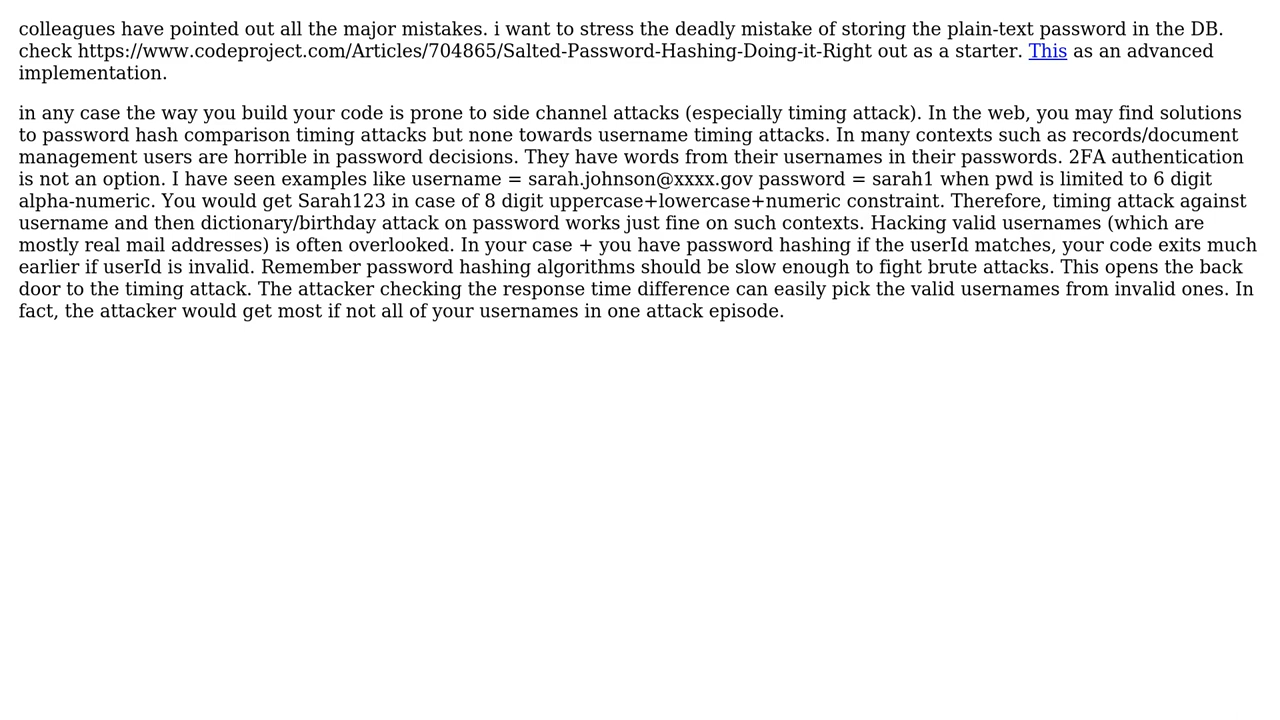 colleagues have pointed out all the major mistakes. i want to stress the deadly mistake of storing the plain-text password in the DB.
check https://www.codeproject.com/Articles/704865/Salted-Password-Hashing-Doing-it-Right out as a starter. This as an advanced
implementation.
in any case the way you build your code is prone to side channel attacks (especially timing attack). In the web, you may find solutions
to password hash comparison timing attacks but none towards username timing attacks. In many contexts such as records/document
management users are horrible in password decisions. They have words from their usernames in their passwords. 2FA authentication
is not an option. I have seen examples like username = sarah.johnson@xxxx.gov password = sarah1 when pwd is limited to 6 digit
alpha-numeric. You would get Sarah123 in case of 8 digit uppercase+lowercase+numeric constraint. Therefore, timing attack against
username and then dictionary/birthday attack on password works just fine on such contexts. Hacking valid usernames (which are
mostly real mail addresses) is often overlooked. In your case + you have password hashing if the userId matches, your code exits much
earlier if userId is invalid. Remember password hashing algorithms should be slow enough to fight brute attacks. This opens the back
door to the timing attack. The attacker checking the response time difference can easily pick the valid usernames from invalid ones. In
fact, the attacker would get most if not all of your usernames in one attack episode.